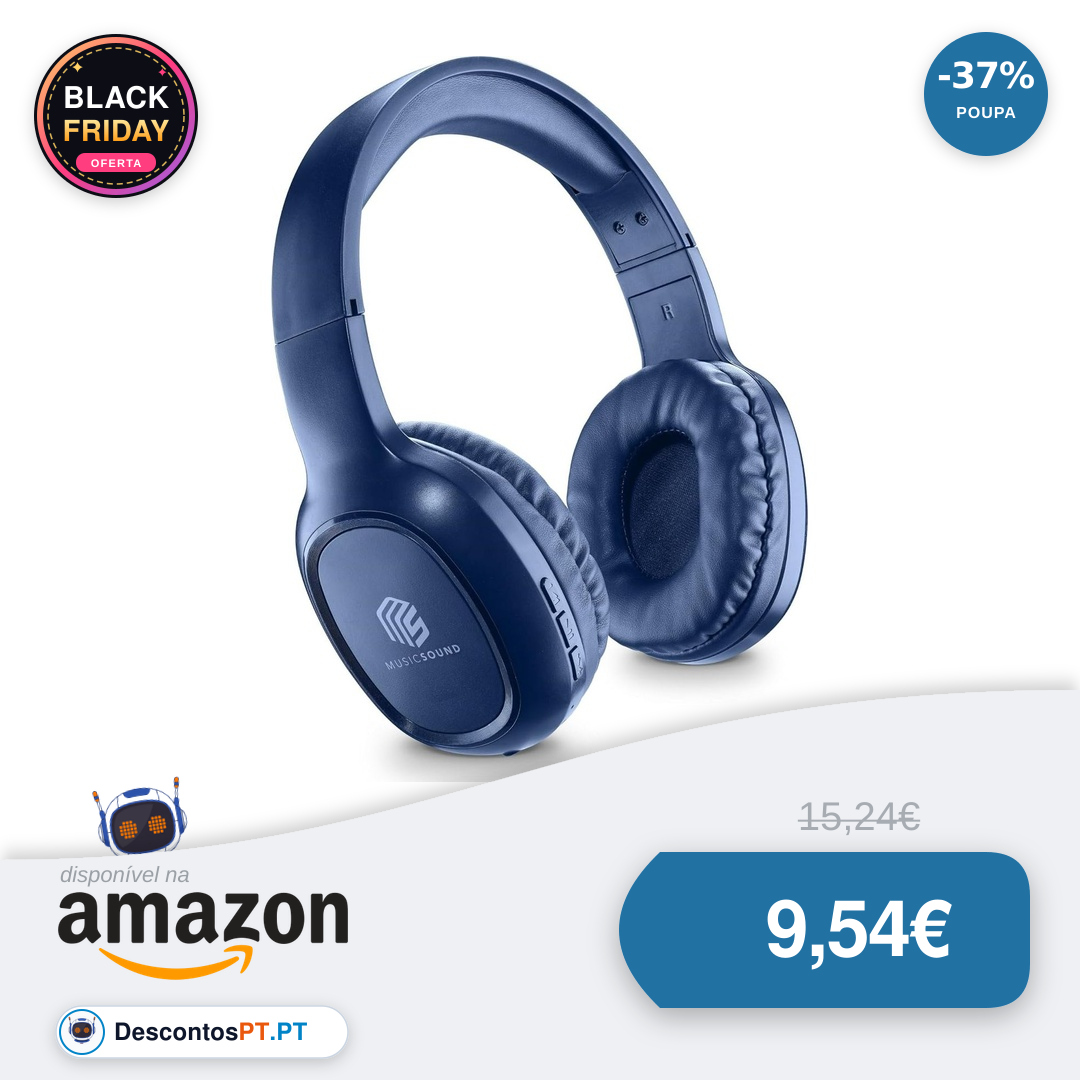 BLACK
FRIDAY
OFERTA
-37%
POUPA
R
MUSICSOUND
15,24€
disponível na
amazon
9,54€
DescontosPT.PT